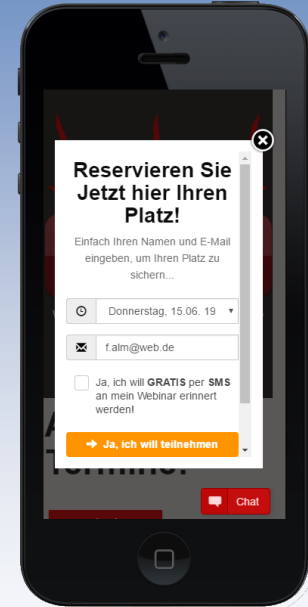 Reservieren Sie
Jetzt hier Ihren
Platz!
Einfach Ihren Namen und E-Mail
eingeben, um Ihren Platz zu
sichern...
Donnerstag, 15.06. 19
f.alm@web.de
Ja, ich will GRATIS per SMS
an mein Webinar erinnert
werden!
Ja, ich will teilnehmen
Chat